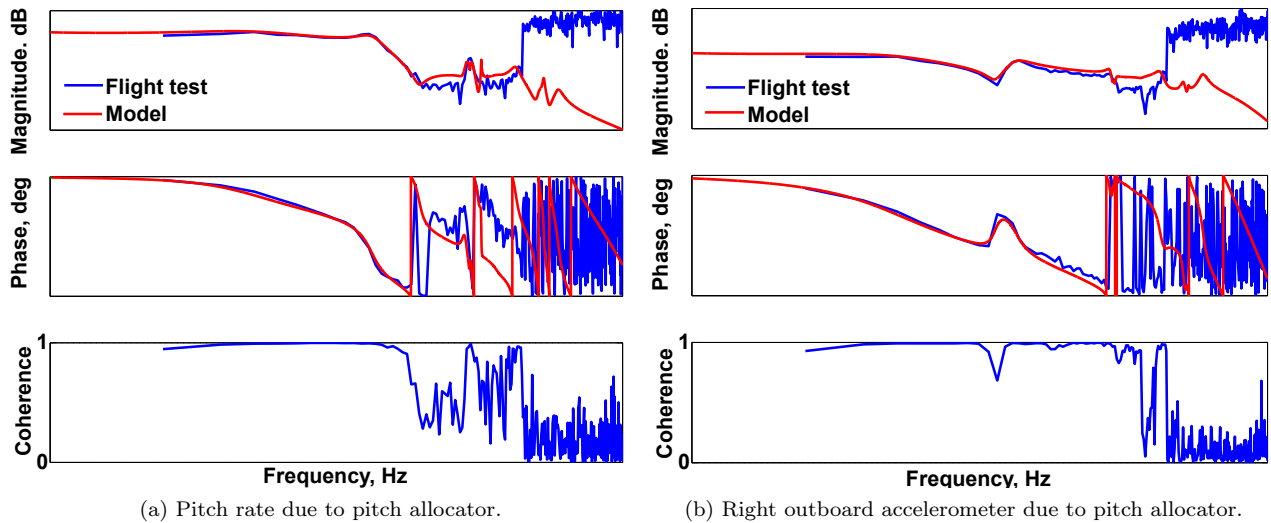 Magnitude. dB
Flight test
Model
Phase, deg
Coherence
1
0
Frequency, Hz
(a) Pitch rate due to pitch allocator.
Magnitude. dB
Flight test
Model
Phase, deg
Coherence
1
0
Frequency, Hz
(b) Right outboard accelerometer due to pitch allocator.